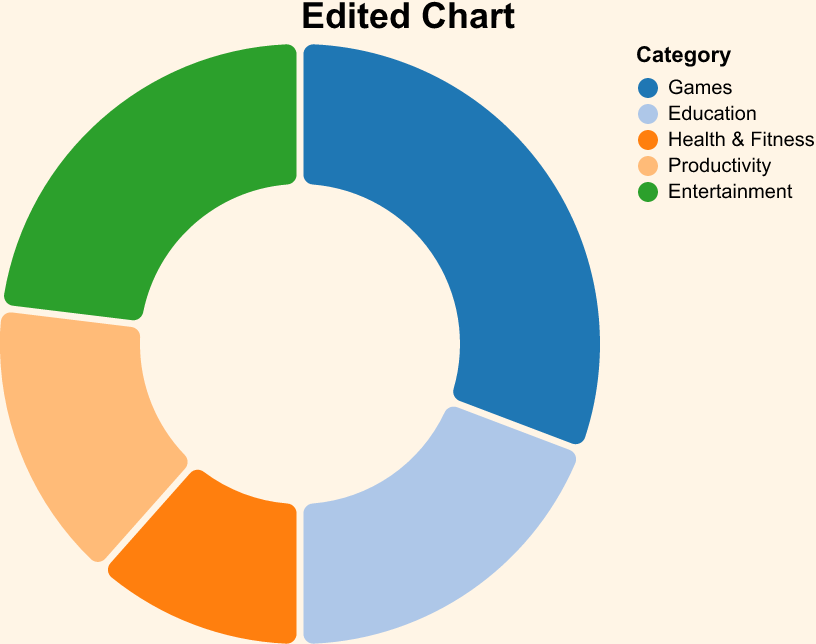 Edited Chart
Category
Games
Education
Health & Fitness
Productivity
Entertainment